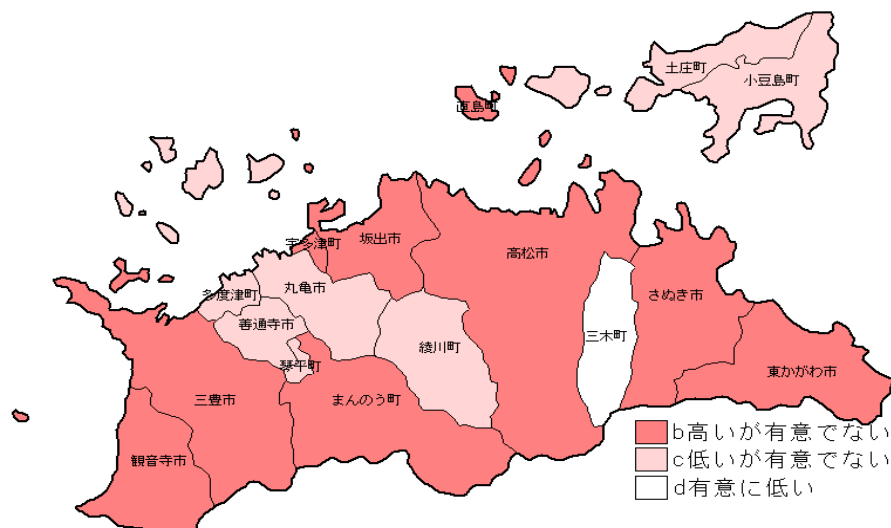 土庄町
小豆島町
直島町
宇多津町
坂出市
高松市
多度津町
丸亀市
さぬき市
善通寺市
綾川町
三木町
琴平町
東かがわ市
三豊市
まんのう町
観音寺市
b高いが有意でない
c低いが有意でない
d有意に低い